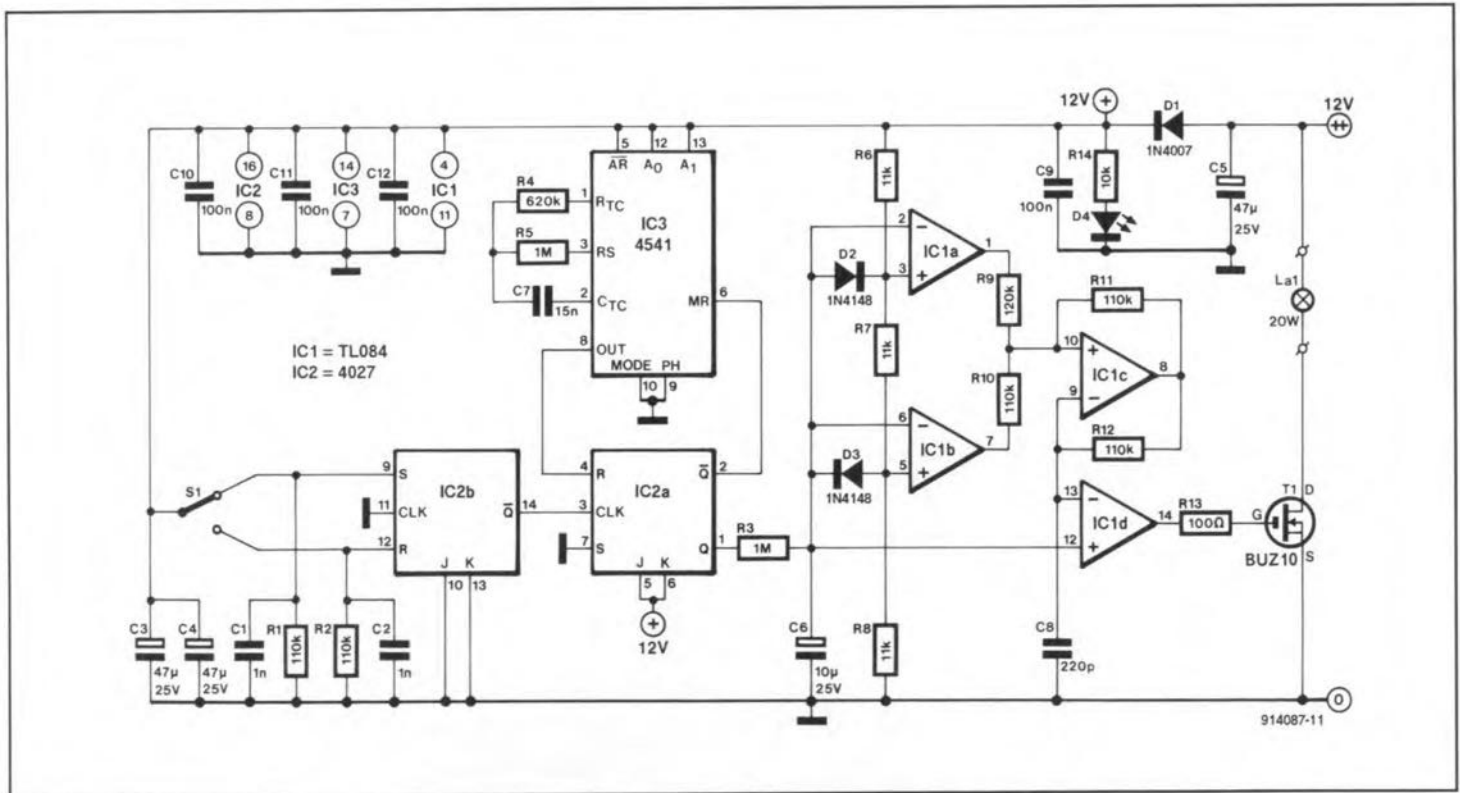 12V +
D1
1N4007
12V
++
C10
100n
16
IC2
8
C11
100n
14
IC3
7
C12
100n
4
IC1
11
5 12 13
AR A0 A1
R4
620k
1 RTC
R5
1M
3 RS
C7
15n
2 CTC
IC3
4541
MR 6
8 OUT
MODE PH
10 9
R6
11k
C9
100n
R14
10k
D4
C5
47µ
25V
La1
20W
2 −
IC1a
1
3 +
D2
1N4148
R7
11k
R9
120k
R11
110k
10 +
IC1c
8
9 −
R10
110k
6 −
IC1b
7
5 +
D3
1N4148
R12
110k
IC1 = TL084
IC2 = 4027
S1
9 S
IC2b
CLK
11
Q 14
12 R
J K
10 13
4 R
IC2a
Q 2
3 CLK
7 S
Q 1
J K
5 6
+
12V
R3
1M
13 −
IC1d
14
12 +
R13
100Ω
T1 D
G
S
BUZ10
C3
47µ
25V
C4
47µ
25V
C1
1n
R1
110k
R2
110k
C2
1n
C6
10µ
25V
R8
11k
C8
220p
0
914087-11